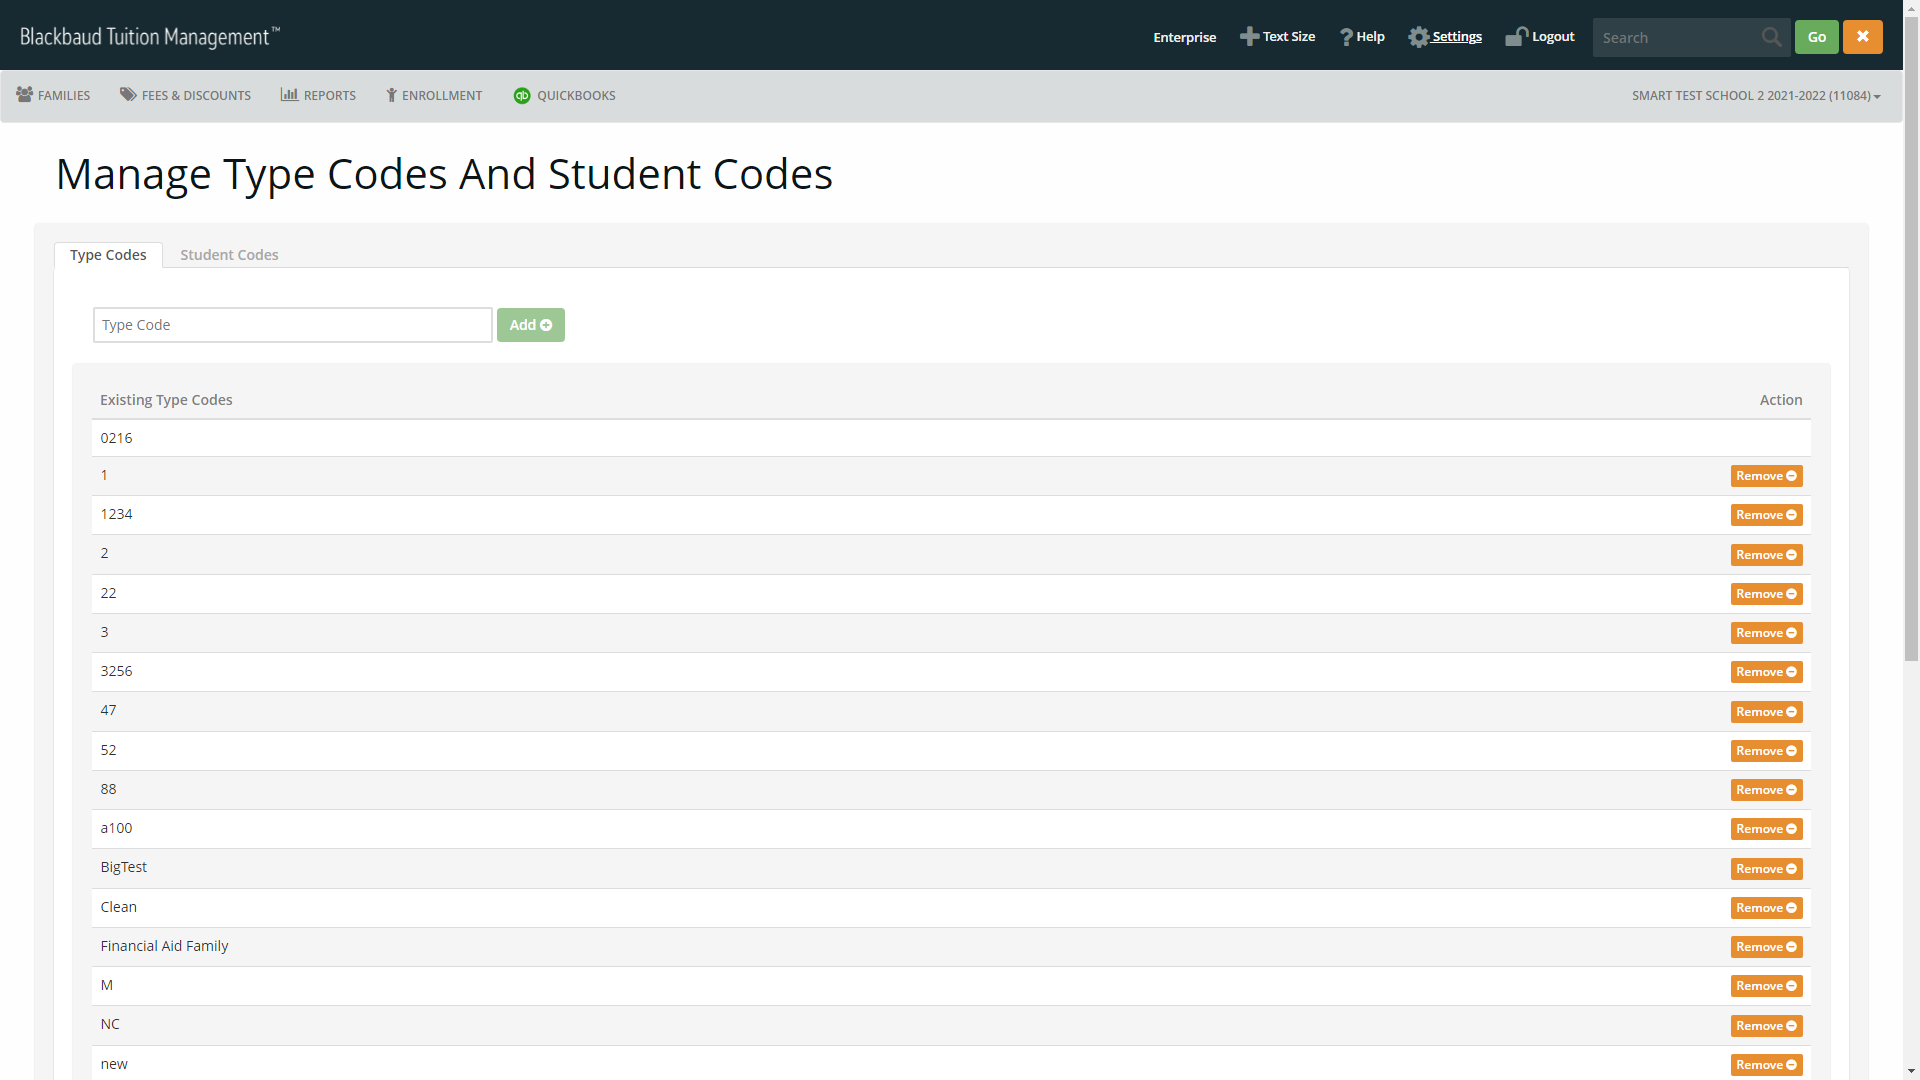 Blackbaud Tuition Management™
Enterprise Text Size Help Settings Logout Search Go
FAMILIES FEES & DISCOUNTS REPORTS ENROLLMENT qb QUICKBOOKS SMART TEST SCHOOL 2 2021-2022 (11084)
Manage Type Codes And Student Codes
Type Codes Student Codes
Type Code Add
Existing Type Codes Action
0216
1 Remove
1234 Remove
2 Remove
22 Remove
3 Remove
3256 Remove
47 Remove
52 Remove
88 Remove
a100 Remove
BigTest Remove
Clean Remove
Financial Aid Family Remove
M Remove
NC Remove
new Remove